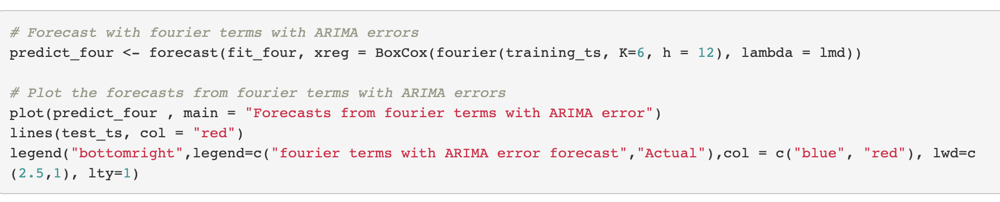 # Forecast with fourier terms with ARIMA errors
predict_four <- forecast(fit_four, xreg = BoxCox(fourier(training_ts, K=6, h = 12), lambda = lmd))
# Plot the forecasts from fourier terms with ARIMA errors
plot(predict_four , main = "Forecasts from fourier terms with ARIMA error")
lines(test_ts, col = "red")
legend("bottomright",legend=c("fourier terms with ARIMA error forecast","Actual"),col = c("blue", "red"), lwd=c
(2.5,1), lty=1)